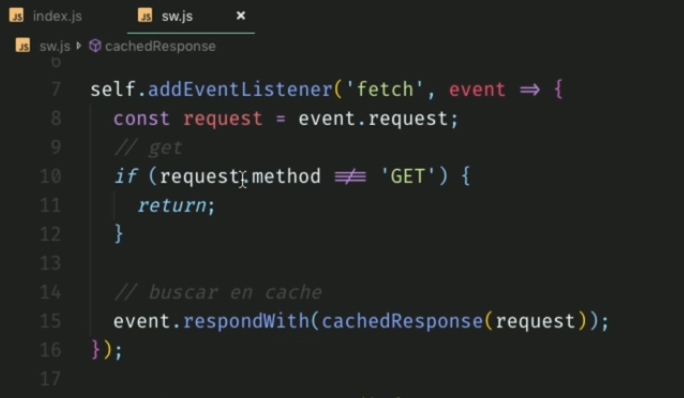 JS index.js
JS sw.js ×
JS sw.js cachedResponse
6
7 self.addEventListener('fetch', event => {
8 const request = event.request;
9 // get
10 if (request.method !== 'GET') {
11 return;
12 }
13
14 // buscar en cache
15 event.respondWith(cachedResponse(request));
16 });
17